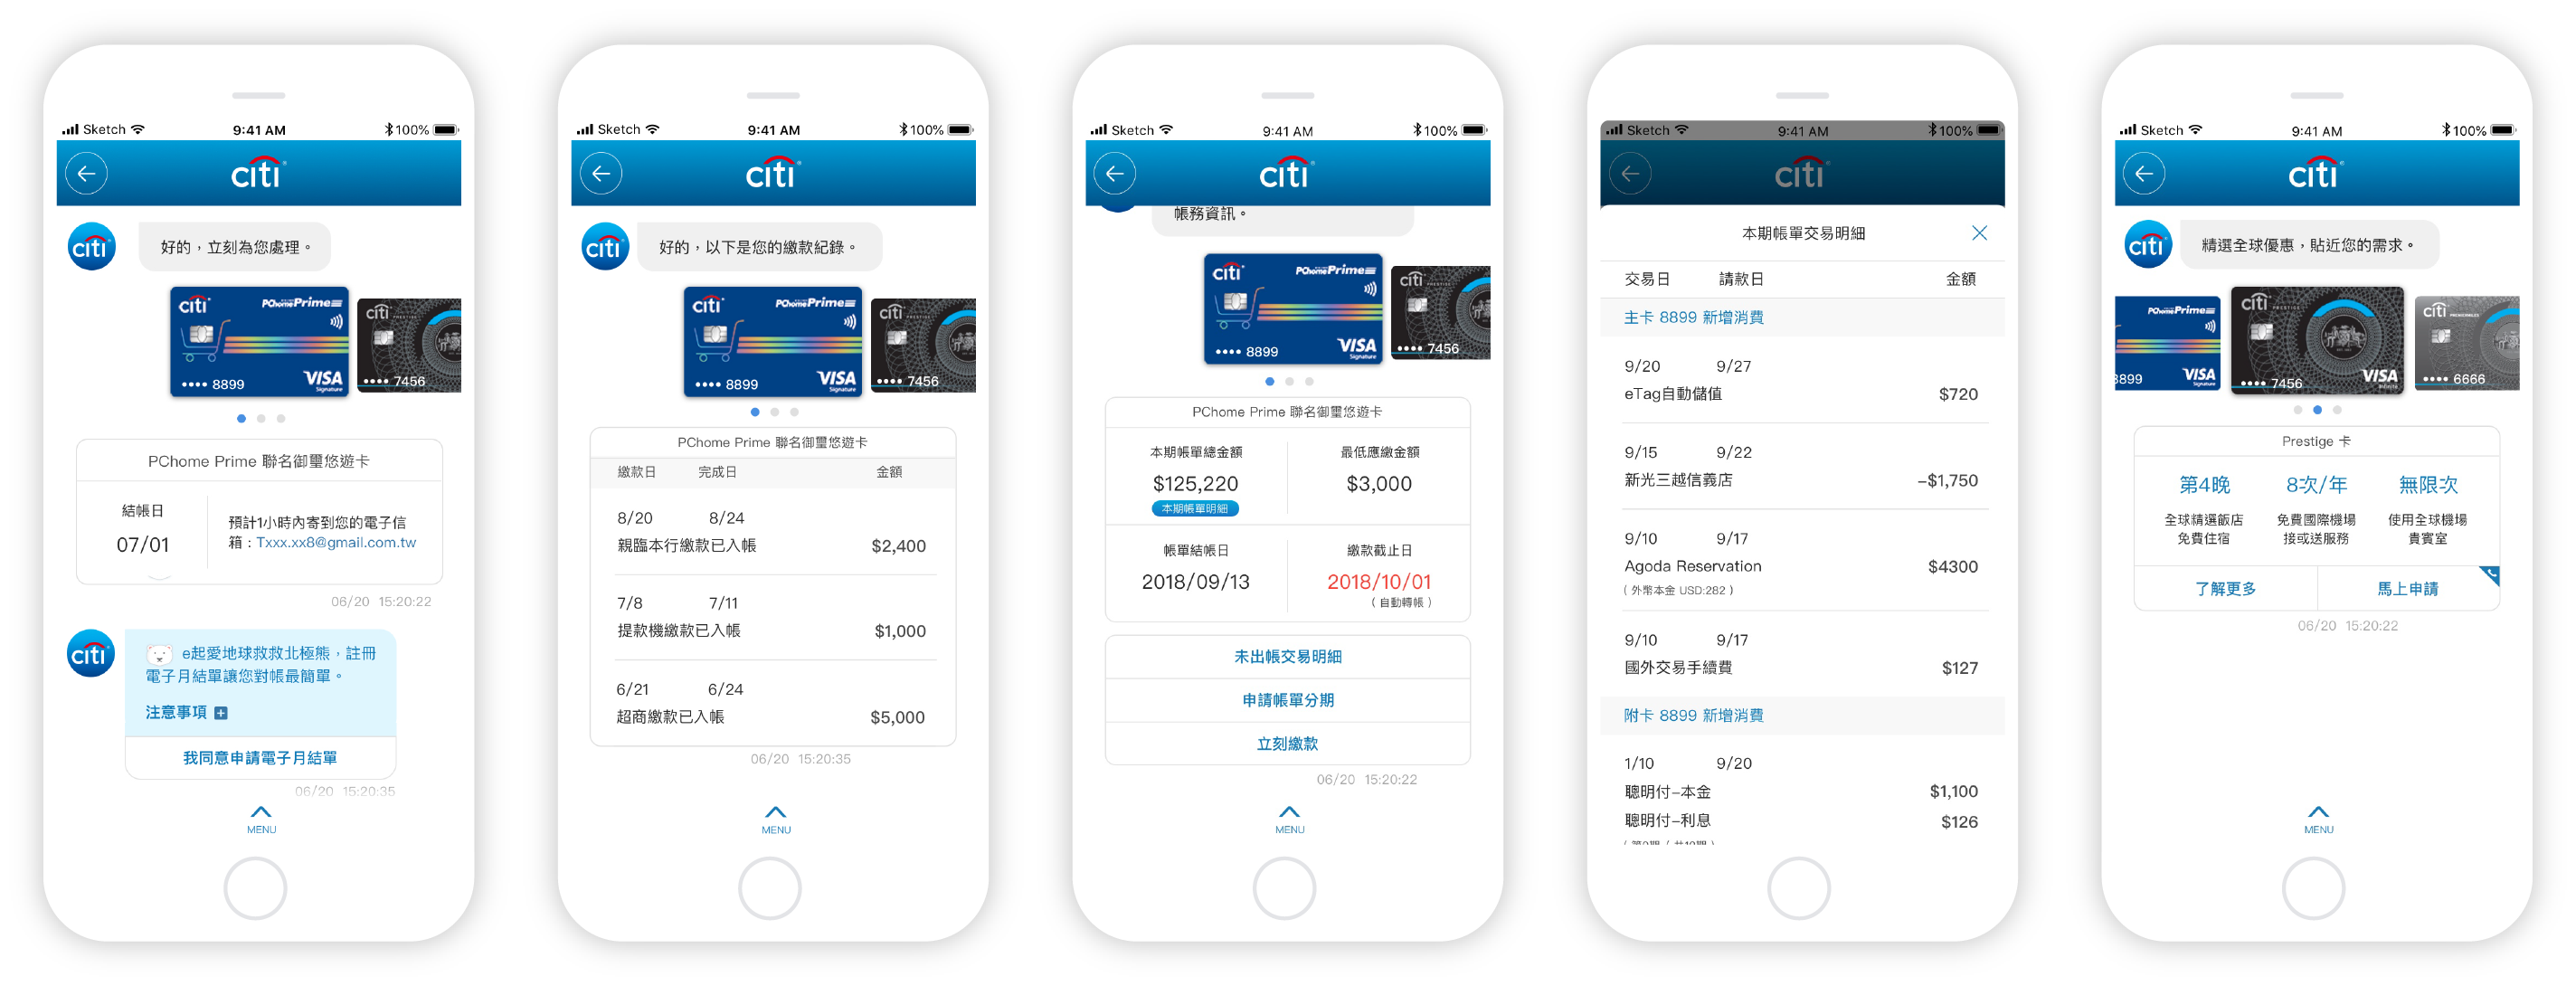 Sketch 9:41 AM 100%
citi
citi 好的，立刻為您處理。
citi PChome Prime citi
•••• 8899 VISA Signature •••• 7456
PChome Prime 聯名御璽悠遊卡
結帳日
07/01
預計1小時內寄到您的電子信
箱：Txxx.xx8@gmail.com.tw
06/20 15:20:22
citi e起愛地球救救北極熊，註冊
電子月結單讓您對帳最簡單。
注意事項 +
我同意申請電子月結單
06/20 15:20:35
MENU
Sketch 9:41 AM 100%
citi
citi 好的，以下是您的繳款紀錄。
citi PChome Prime citi
•••• 8899 VISA Signature •••• 7456
PChome Prime 聯名御璽悠遊卡
繳款日 完成日 金額
8/20 8/24
親臨本行繳款已入帳 $2,400
7/8 7/11
提款機繳款已入帳 $1,000
6/21 6/24
超商繳款已入帳 $5,000
06/20 15:20:35
MENU
Sketch 9:41 AM 100%
citi
帳務資訊。
citi PChome Prime citi
•••• 8899 VISA Signature •••• 7456
PChome Prime 聯名御璽悠遊卡
本期帳單總金額 最低應繳金額
$125,220 $3,000
本期帳單明細
帳單結帳日 繳款截止日
2018/09/13 2018/10/01
（自動轉帳）
未出帳交易明細
申請帳單分期
立刻繳款
06/20 15:20:22
MENU
Sketch 9:41 AM 100%
citi
本期帳單交易明細
交易日 請款日 金額
主卡 8899 新增消費
9/20 9/27
eTag自動儲值 $720
9/15 9/22
新光三越信義店 –$1,750
9/10 9/17
Agoda Reservation $4300
（外幣本金 USD:282）
9/10 9/17
國外交易手續費 $127
附卡 8899 新增消費
1/10 9/20
聰明付–本金 $1,100
聰明付–利息 $126
Sketch 9:41 AM 100%
citi
citi 精選全球優惠，貼近您的需求。
PChome Prime citi PRESTIGE citi
8899 VISA •••• 7456 VISA •••• 6666
Prestige 卡
第4晚 8次/年 無限次
全球精選飯店 免費國際機場 使用全球機場
免費住宿 接或送服務 貴賓室
了解更多 馬上申請
06/20 15:20:22
MENU